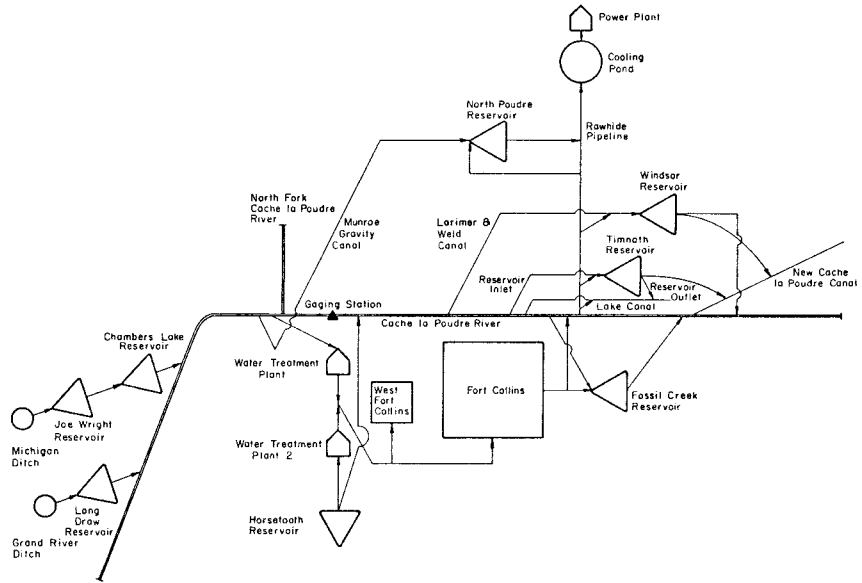 Power Plant
Cooling
Pond
North Poudre
Reservoir
Rawhide
Pipeline
Windsor
Reservoir
North Fork
Cache la Poudre
River
Munroe
Gravity
Canal
Larimer &
Weld
Canal
Timnath
Reservoir
Reservoir
Inlet
Reservoir
Outlet
New Cache
la Poudre Canal
Lake Canal
Gaging Station
Cache la Poudre River
Chambers Lake
Reservoir
Water Treatment
Plant
West
Fort
Collins
Fort Collins
Fossil Creek
Reservoir
Joe Wright
Reservoir
Michigan
Ditch
Water Treatment
Plant 2
Long
Draw
Reservoir
Grand River
Ditch
Horsetooth
Reservoir